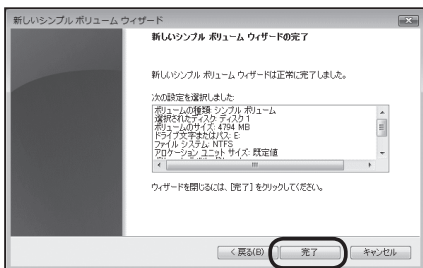 新しいシンプル ボリューム ウィザード
新しいシンプル ボリューム ウィザードの完了
新しいシンプル ボリューム ウィザードは正常に完了しました。
次の設定を選択しました:
ボリュームの種類: シンプル ボリューム
選択されたディスク: ディスク 1
ボリュームのサイズ: 4794 MB
ドライブ文字またはパス: E:
ファイル システム: NTFS
アロケーション ユニット サイズ: 既定値
ウィザードを閉じるには、[完了] をクリックしてください。
< 戻る(B)
完了
キャンセル